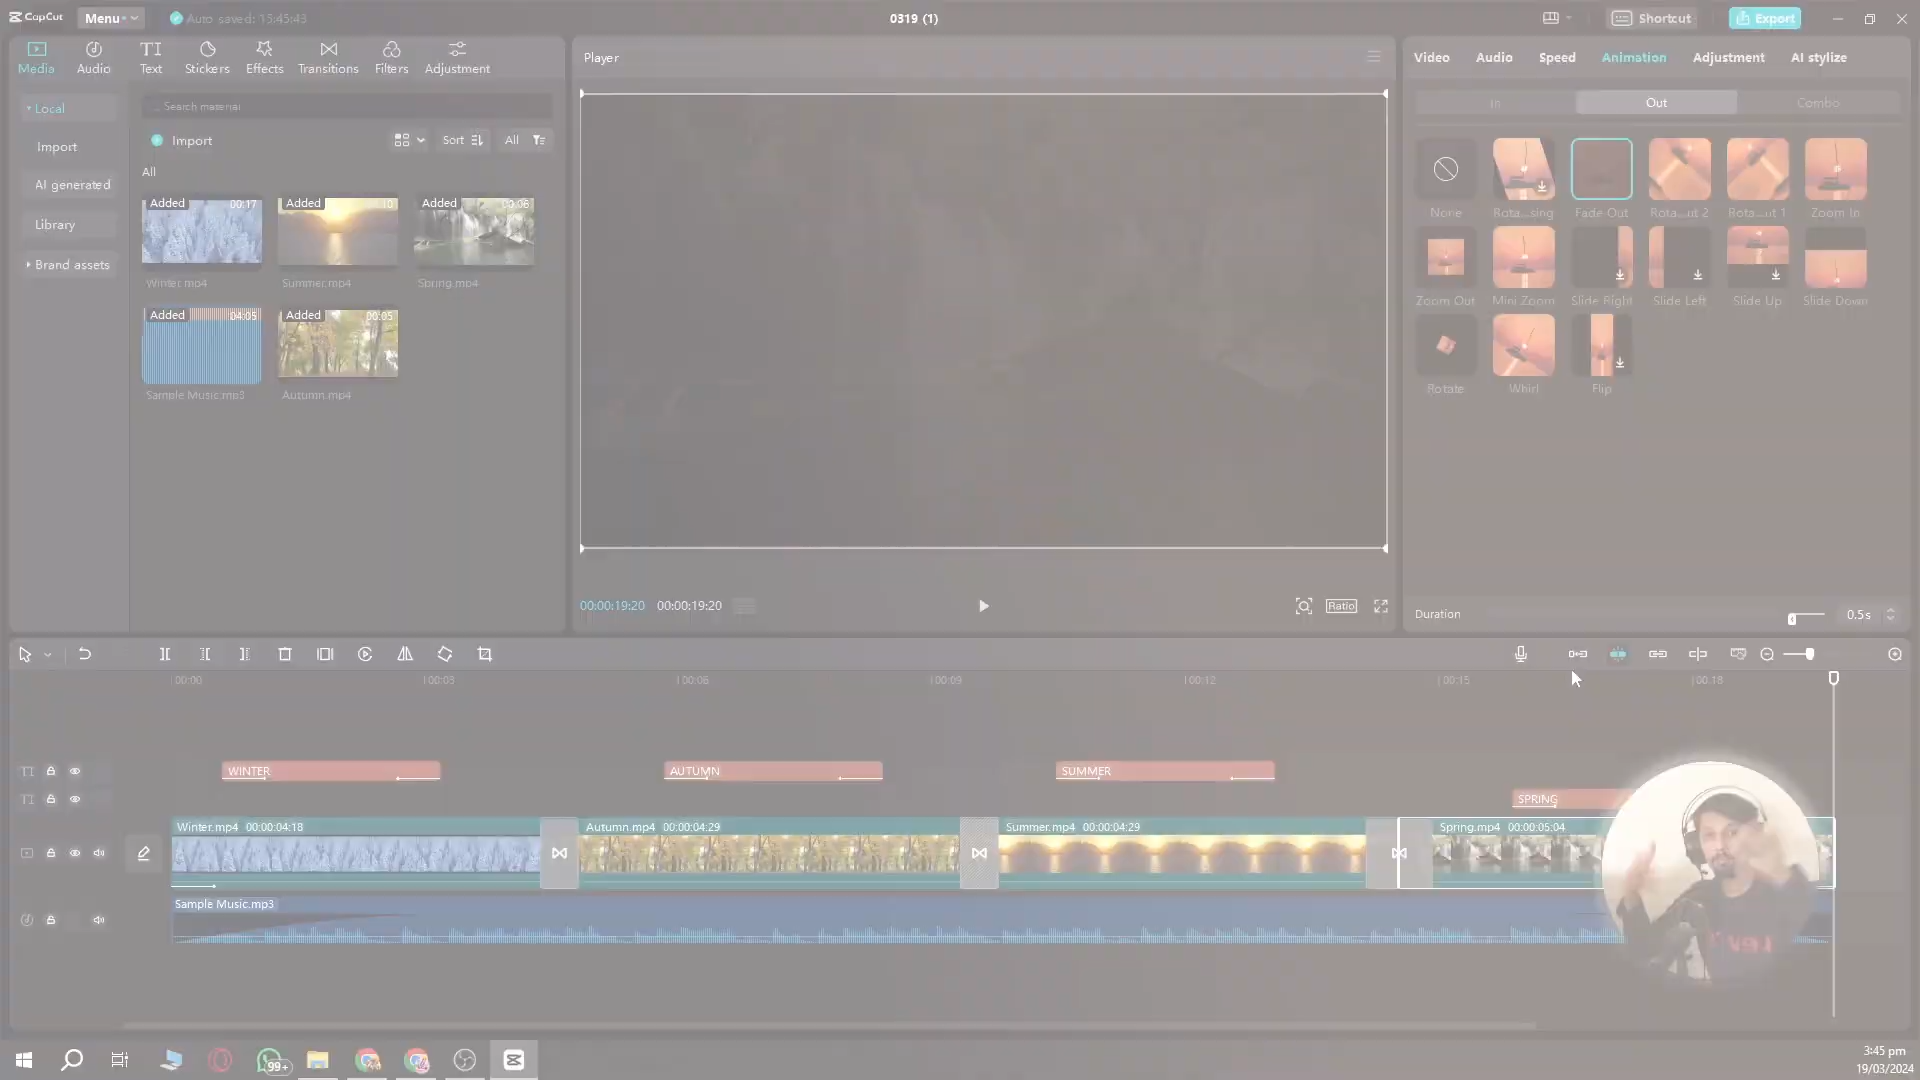 CapCut
Menu
Auto saved: 15:45:43
0319 (1)
Shortcut
Export
Media
Audio
Text
Stickers
Effects
Transitions
Filters
Adjustment
Local
Import
AI generated
Library
Brand assets
Search material
Import
Sort
All
All
Added 00:17
Added 00:10
Added 00:06
Winter.mp4
Summer.mp4
Spring.mp4
Added 04:05
Added 00:05
Sample Music.mp3
Autumn.mp4
Player
00:00:19:20
00:00:19:20
Ratio
Video
Audio
Speed
Animation
Adjustment
AI stylize
In
Out
Combo
None
Rota...sing
Fade Out
Rota...ut 2
Rota...ut 1
Zoom In
Zoom Out
Mini Zoom
Slide Right
Slide Left
Slide Up
Slide Down
Rotate
Whirl
Flip
Duration
0.5s
00:00
00:03
00:06
00:09
00:12
00:15
00:18
WINTER
AUTUMN
SUMMER
SPRING
Winter.mp4 00:00:04:18
Autumn.mp4 00:00:04:29
Summer.mp4 00:00:04:29
Spring.mp4 00:00:05:04
Sample Music.mp3
99+
3:45 pm
19/03/2024